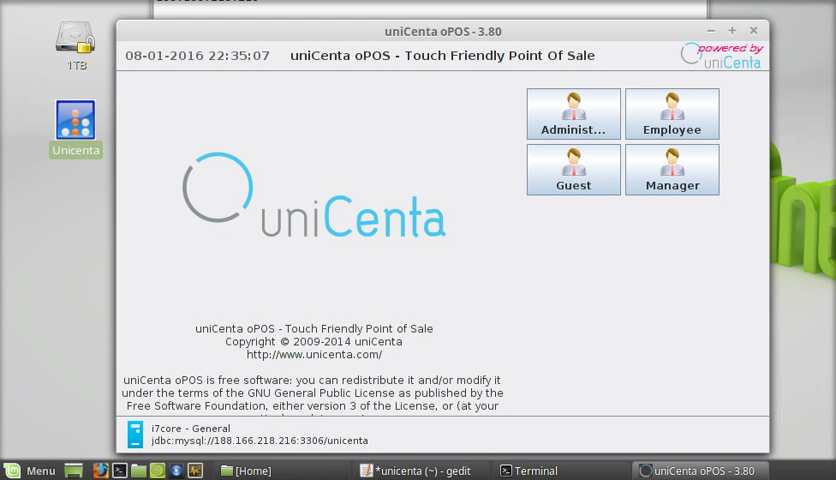 uniCenta oPOS - 3.80
08-01-2016 22:35:07 uniCenta oPOS - Touch Friendly Point Of Sale
powered by
uniCenta
1TB
Unicenta
Administ...
Employee
Guest
Manager
uniCenta
uniCenta oPOS - Touch Friendly Point of Sale
Copyright © 2009-2014 uniCenta
http://www.unicenta.com/
uniCenta oPOS is free software: you can redistribute it and/or modify it
under the terms of the GNU General Public License as published by the
Free Software Foundation, either version 3 of the License, or (at your
i7core - General
jdbc:mysql://188.166.218.216:3306/unicenta
Menu
[Home]
*unicenta (~) - gedit
Terminal
uniCenta oPOS - 3.80